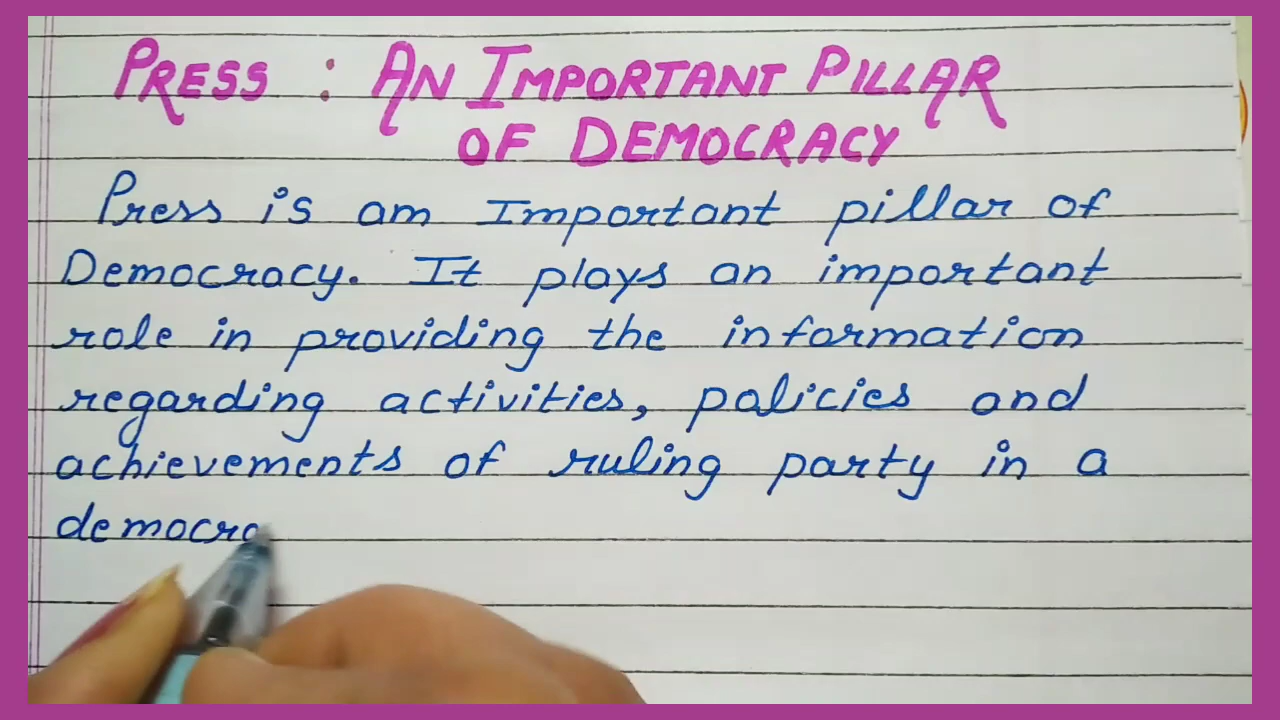 PRESS : AN IMPORTANT PILLAR
OF DEMOCRACY
Press is am Important pillar of
Democracy. It plays an important
role in providing the information
regarding activities, policies and
achievements of ruling party in a
democra